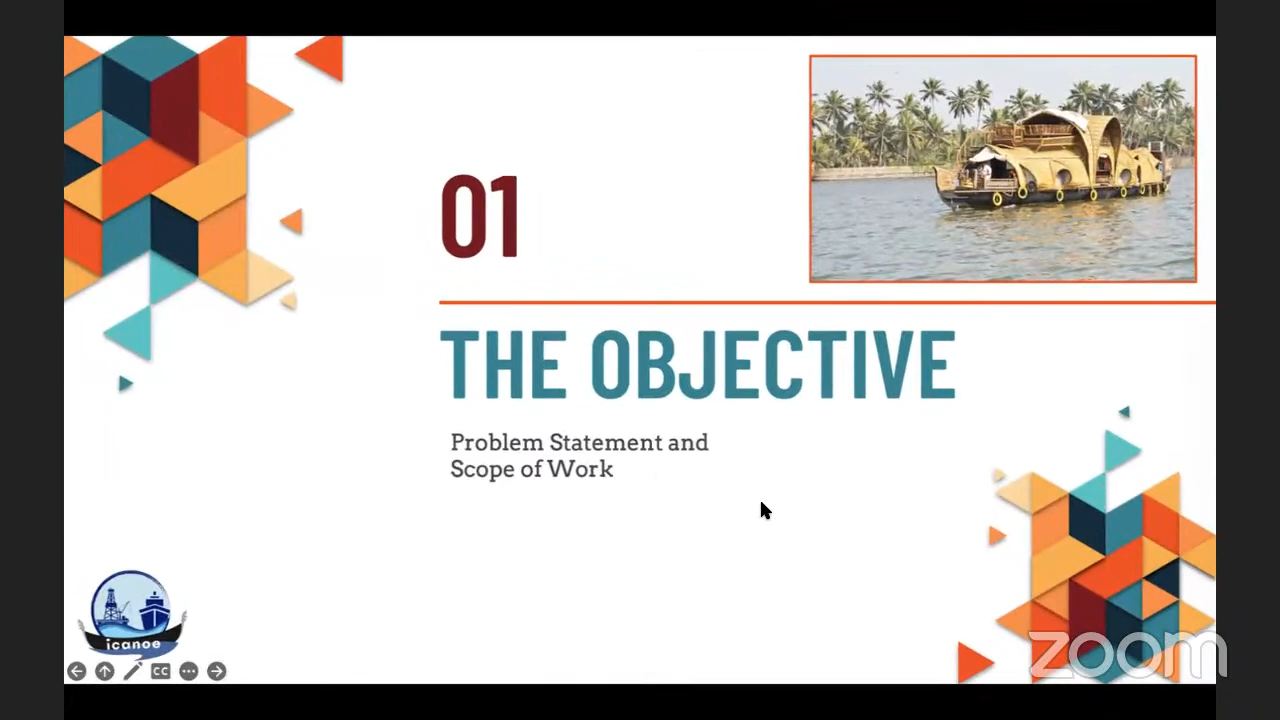 01
THE OBJECTIVE
Problem Statement and
Scope of Work
icanoe
CC
zoom